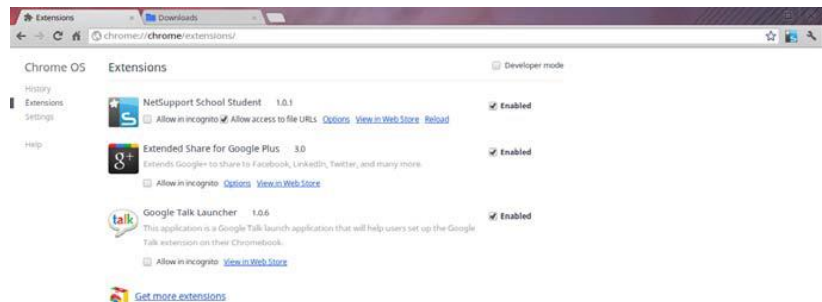 Extensions
Downloads
chrome://chrome/extensions/
Chrome OS
Extensions
Developer mode
History
Extensions
Settings
Help
NetSupport School Student 1.0.1
Enabled
Allow in incognito Allow access to file URLs Options View in Web Store Reload
Extended Share for Google Plus 3.0
Enabled
Extends Google+ to share to Facebook, LinkedIn, Twitter, and many more.
Allow in incognito Options View in Web Store
Google Talk Launcher 1.0.6
Enabled
This application is a Google Talk launch application that will help users set up the Google
Talk extension on their Chromebook.
Allow in incognito View in Web Store
Get more extensions
S
g+
talk